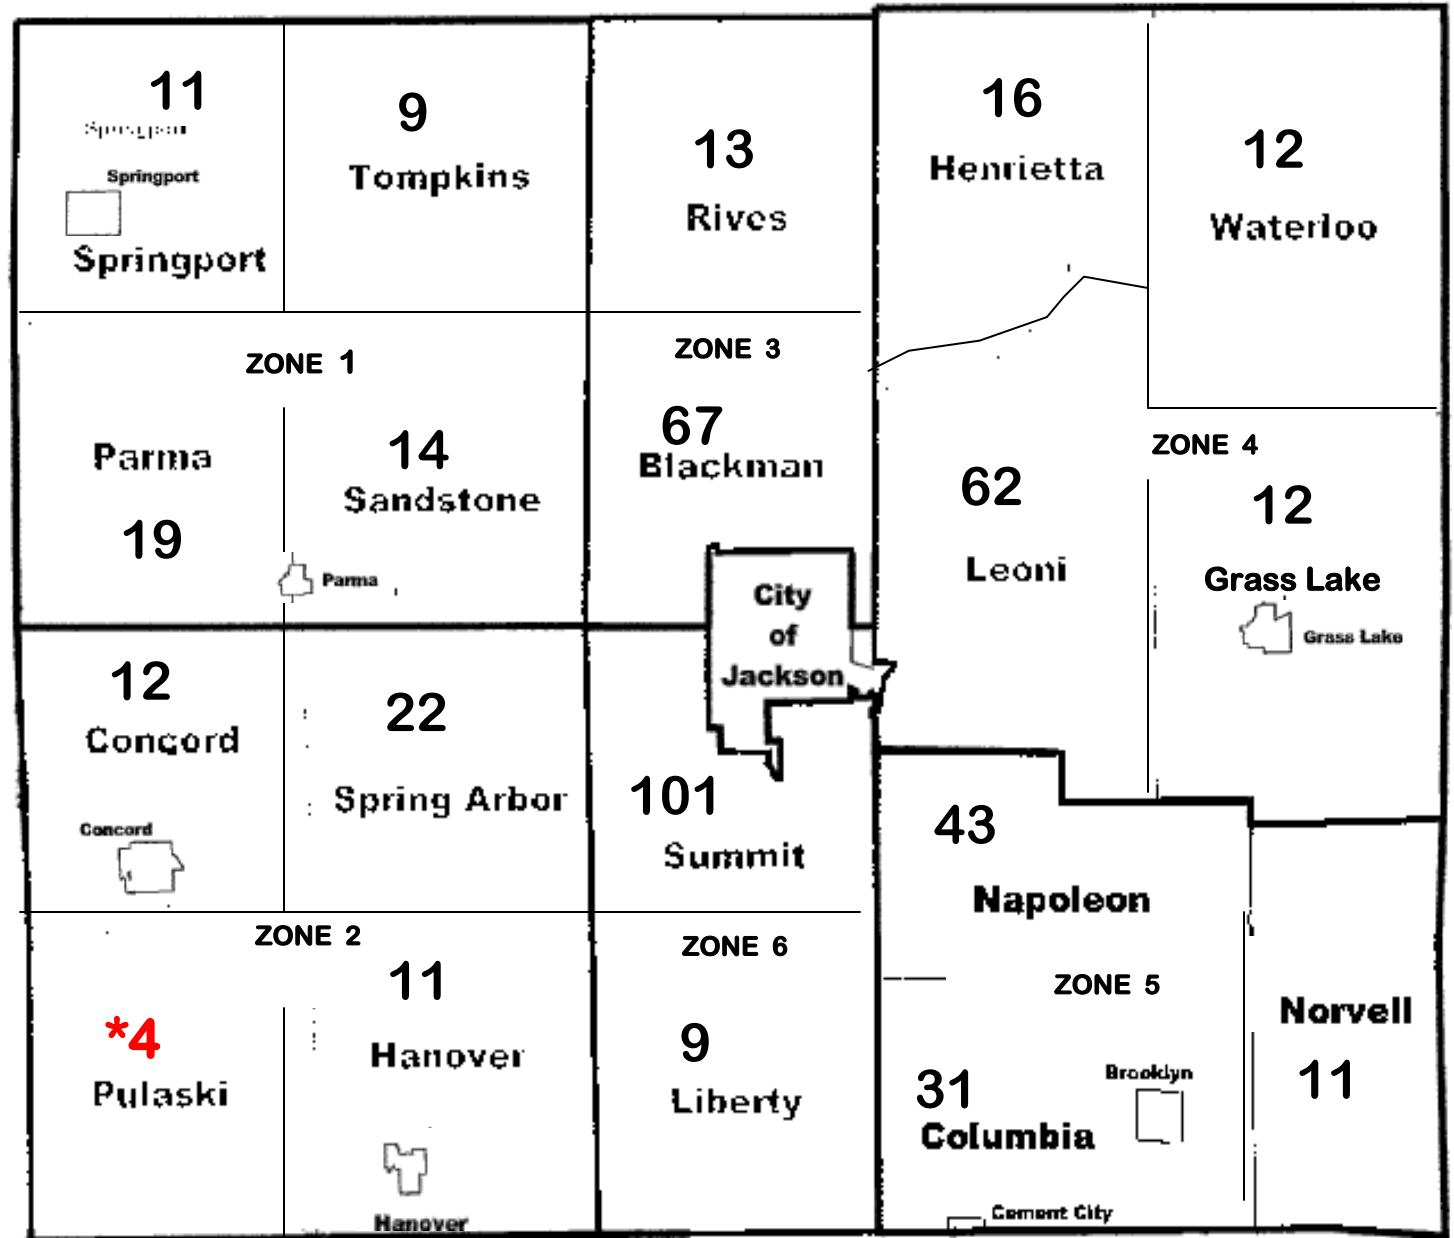 11
Springport
Springport
Springport
9
Tompkins
13
Rives
16
Henrietta
12
Waterloo
ZONE 1
Parma
19
14
Sandstone
Parma
ZONE 3
67
Blackman
City
of
Jackson
62
Leoni
ZONE 4
12
Grass Lake
Grass Lake
12
Concord
Concord
22
Spring Arbor
101
Summit
43
Napoleon
ZONE 2
*4
Pulaski
11
Hanover
Hanover
ZONE 6
9
Liberty
ZONE 5
31
Columbia
Brooklyn
Cement City
Norvell
11